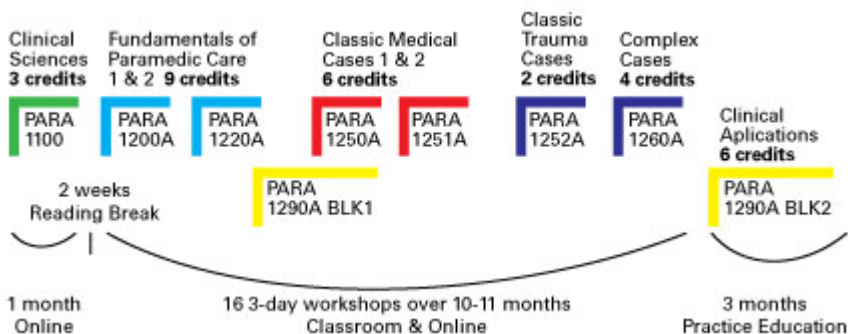 Clinical
Sciences
3 credits
Fundamentals of
Paramedic Care
1 & 2 9 credits
Classic Medical
Cases 1 & 2
6 credits
Classic
Trauma
Cases
2 credits
Complex
Cases
4 credits
PARA
1100
PARA
1200A
PARA
1220A
PARA
1250A
PARA
1251A
PARA
1252A
PARA
1260A
Clinical
Aplications
6 credits
2 weeks
Reading Break
PARA
1290A BLK1
PARA
1290A BLK2
1 month
Online
16 3-day workshops over 10-11 months
Classroom & Online
3 months
Practice Education